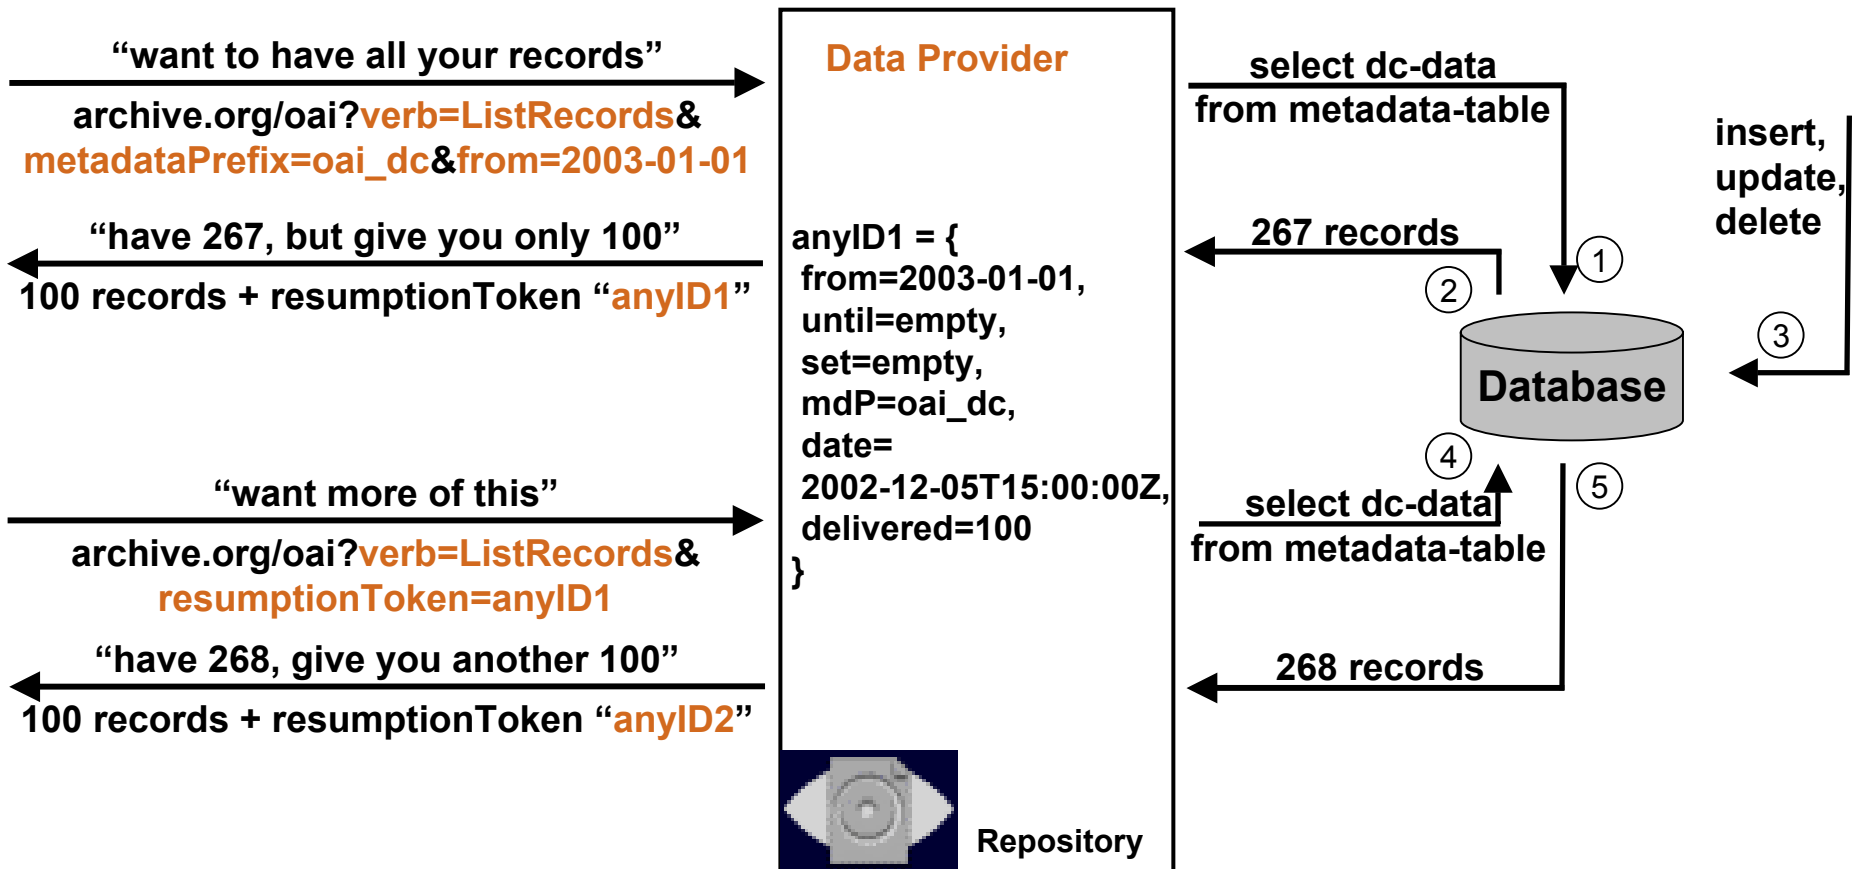 “want to have all your records”
archive.org/oai?verb=ListRecords&
metadataPrefix=oai_dc&from=2003-01-01
“have 267, but give you only 100”
100 records + resumptionToken “anyID1”
“want more of this”
archive.org/oai?verb=ListRecords&
resumptionToken=anyID1
“have 268, give you another 100”
100 records + resumptionToken “anyID2”
Data Provider
anyID1 = {
from=2003-01-01,
until=empty,
set=empty,
mdP=oai_dc,
date=
2002-12-05T15:00:00Z,
delivered=100
}
Repository
select dc-data
from metadata-table
1
267 records
2
insert,
update,
delete
3
Database
4
select dc-data
from metadata-table
5
268 records